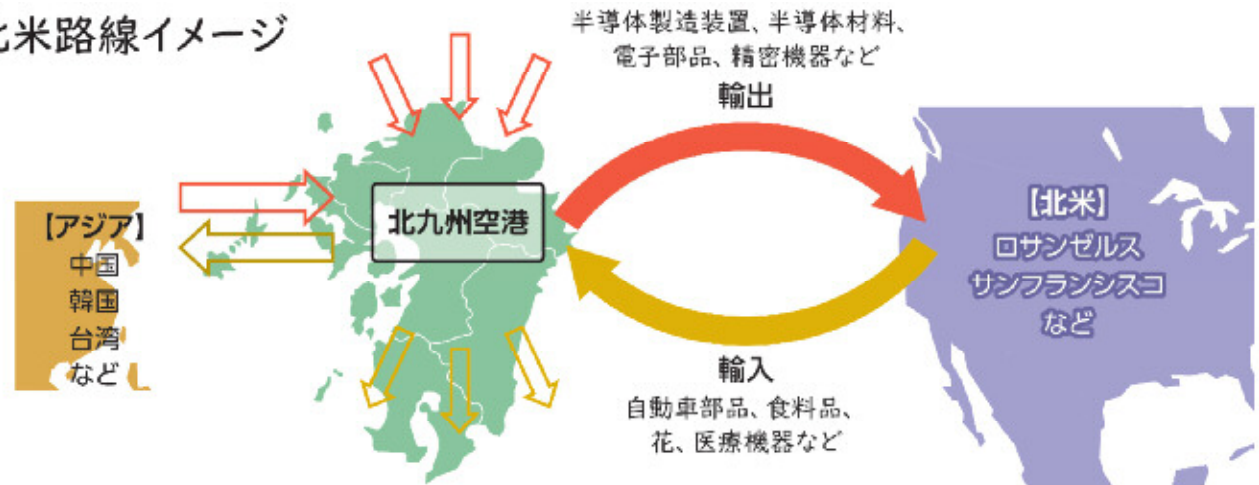 北米路線イメージ
半導体製造装置、半導体材料、
電子部品、精密機器など
輸出
【アジア】
中国
韓国
台湾
など
北九州空港
【北米】
ロサンゼルス
サンフランシスコ
など
輸入
自動車部品、食料品、
花、医療機器など